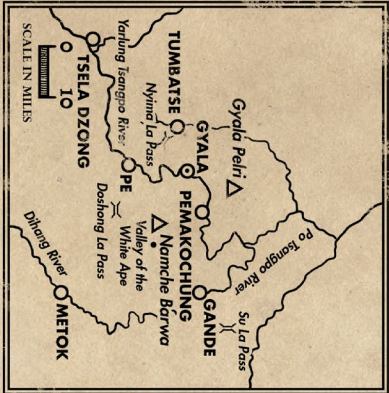 Po Tsangpo River
Su La Pass
Gyala Pelri
GANDE
GYALA
PEMAKOCHUNG
TUMBATSE
Namche Barwa
Nyima La Pass
Valley of the
White Ape
Yarlung Tsangpo River
PE
Doshong La Pass
TSELA DZONG
0 10
METOK
Dihang River
SCALE IN MILES